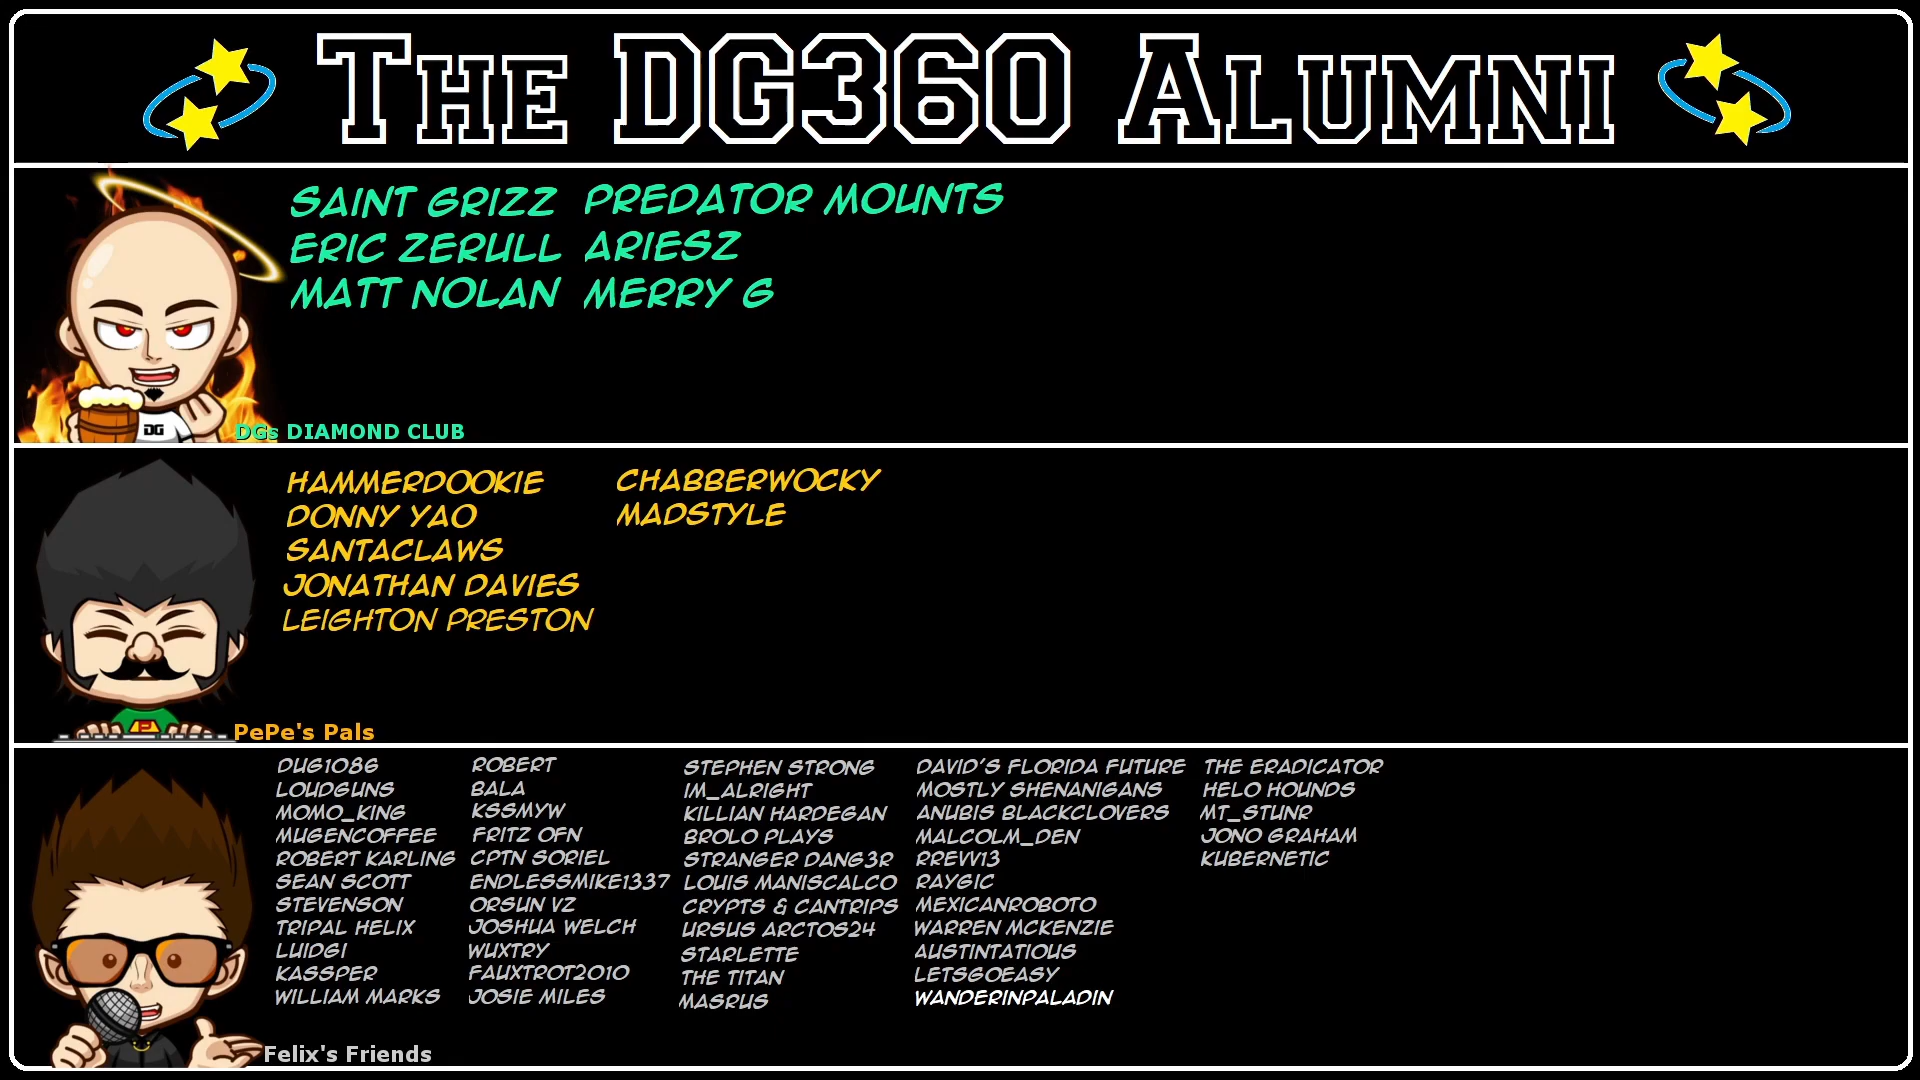 THE DG360 ALUMNI
SAINT GRIZZ
ERIC ZERULL
MATT NOLAN
PREDATOR MOUNTS
ARIESZ
MERRY G
DG
DGs DIAMOND CLUB
HAMMERDOOKIE
DONNY YAO
SANTACLAWS
JONATHAN DAVIES
LEIGHTON PRESTON
CHABBERWOCKY
MADSTYLE
PePe's Pals
DUG1086
LOUDGUNS
MOMO_KING
MUGENCOFFEE
ROBERT KARLING
SEAN SCOTT
STEVENSON
TRIPAL HELIX
LUIDGI
KASSPER
WILLIAM MARKS
ROBERT
BALA
KSSMYW
FRITZ OFN
CPTN SORIEL
ENDLESSMIKE1337
ORSUN VZ
JOSHUA WELCH
WUXTRY
FAUXTROT2010
JOSIE MILES
STEPHEN STRONG
IM_ALRIGHT
KILLIAN HARDEGAN
BROLO PLAYS
STRANGER DANG3R
LOUIS MANISCALCO
CRYPTS & CANTRIPS
URSUS ARCTOS24
STARLETTE
THE TITAN
MASRUS
DAVID'S FLORIDA FUTURE
MOSTLY SHENANIGANS
ANUBIS BLACKCLOVERS
MALCOLM_DEN
RREVV13
RAYGIC
MEXICANROBOTO
WARREN MCKENZIE
AUSTINTATIOUS
LETSGOEASY
WANDERINPALADIN
THE ERADICATOR
HELO HOUNDS
MT_STUNR
JONO GRAHAM
KUBERNETIC
Felix's Friends